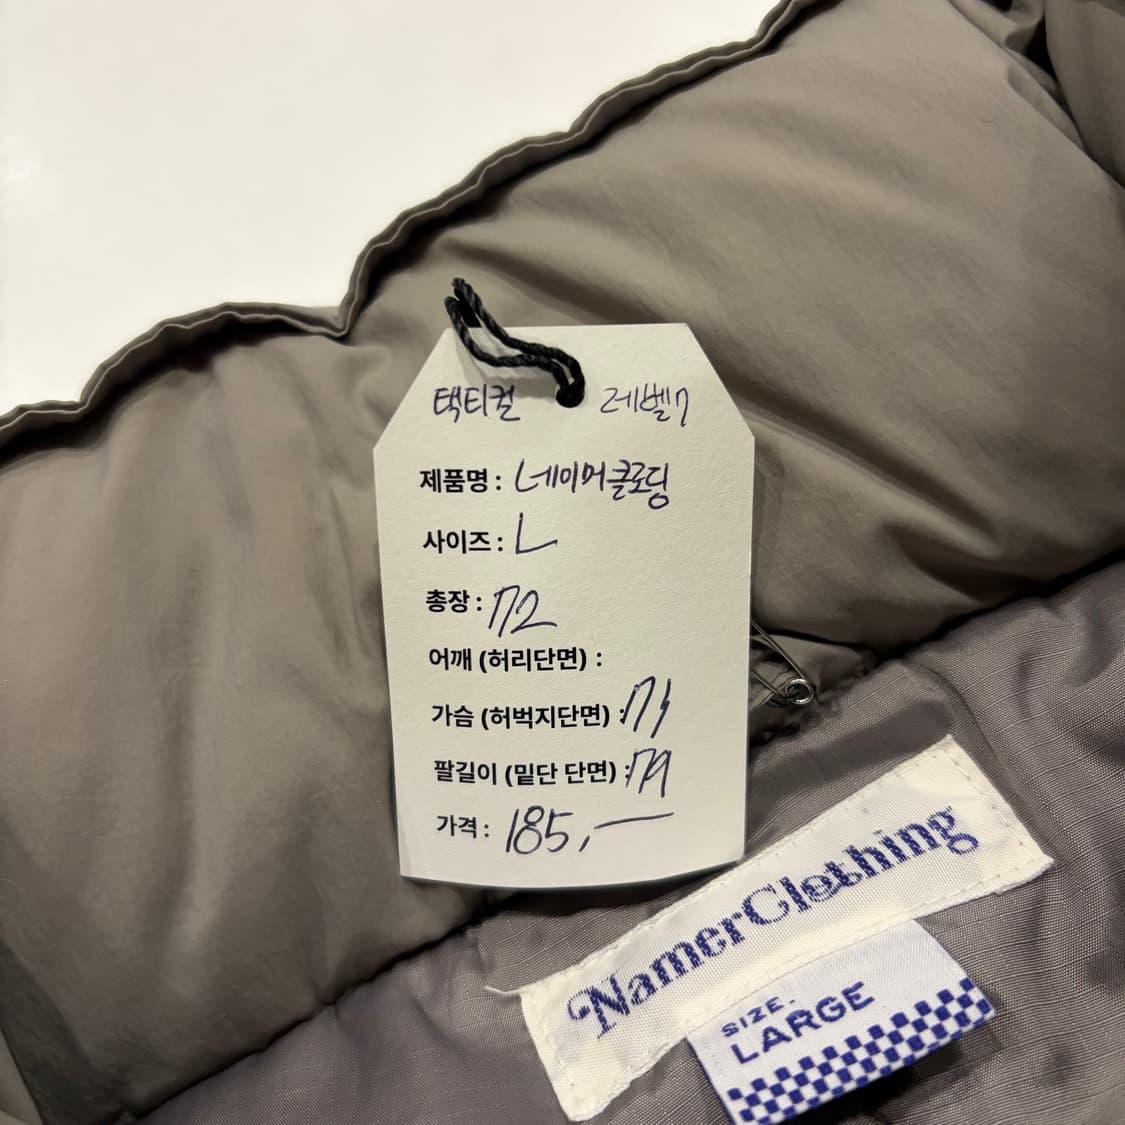 택티컬 레벨7
제품명 : 네이머클로딩
사이즈 : L
총장 : 72
어깨 (허리단면) :
가슴 (허벅지단면) : 71
팔길이 (밑단 단면) : 79
가격 : 185,—
NamerClothing
SIZE.
LARGE